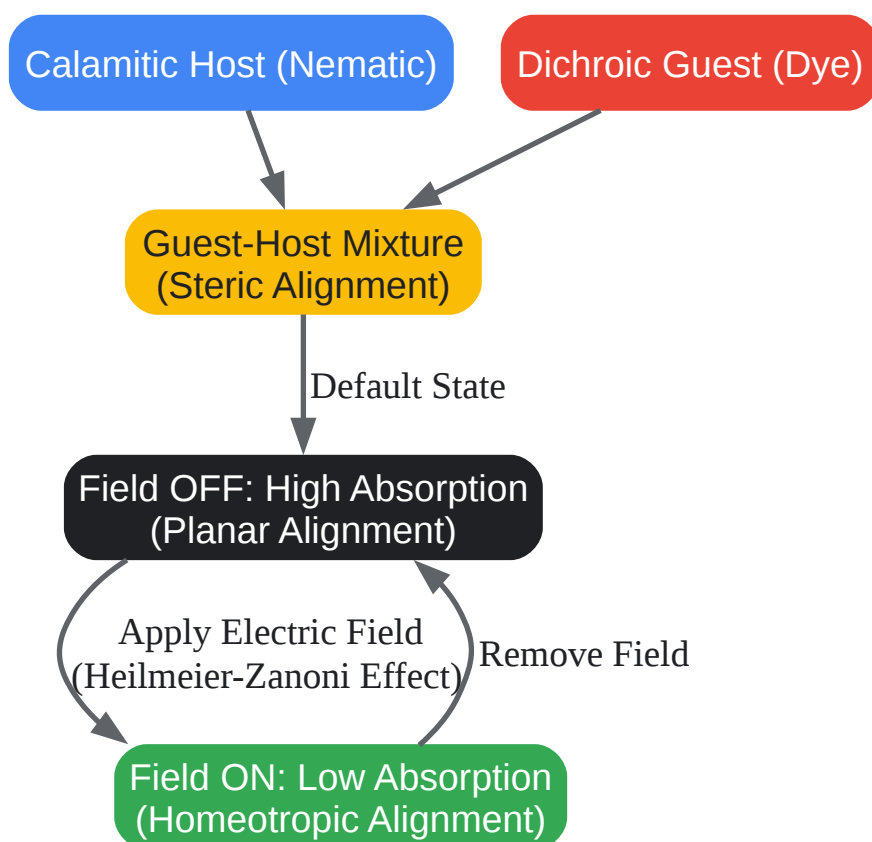 Calamitic Host (Nematic)
Dichroic Guest (Dye)
Guest-Host Mixture
(Steric Alignment)
Default State
Field OFF: High Absorption
(Planar Alignment)
Apply Electric Field
(Heilmeier-Zanoni Effect)
Remove Field
Field ON: Low Absorption
(Homeotropic Alignment)